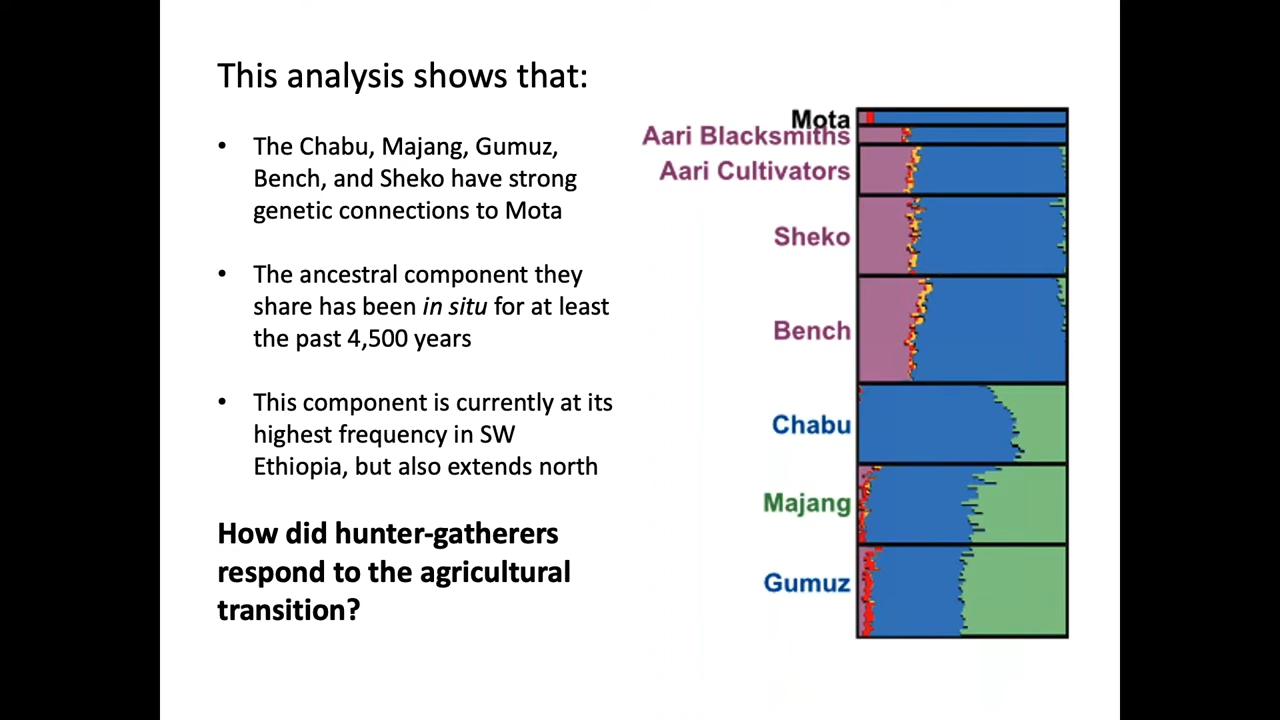 This analysis shows that:
• The Chabu, Majang, Gumuz,
Bench, and Sheko have strong
genetic connections to Mota
• The ancestral component they
share has been in situ for at least
the past 4,500 years
• This component is currently at its
highest frequency in SW
Ethiopia, but also extends north
How did hunter-gatherers
respond to the agricultural
transition?
Mota
Aari Blacksmiths
Aari Cultivators
Sheko
Bench
Chabu
Majang
Gumuz